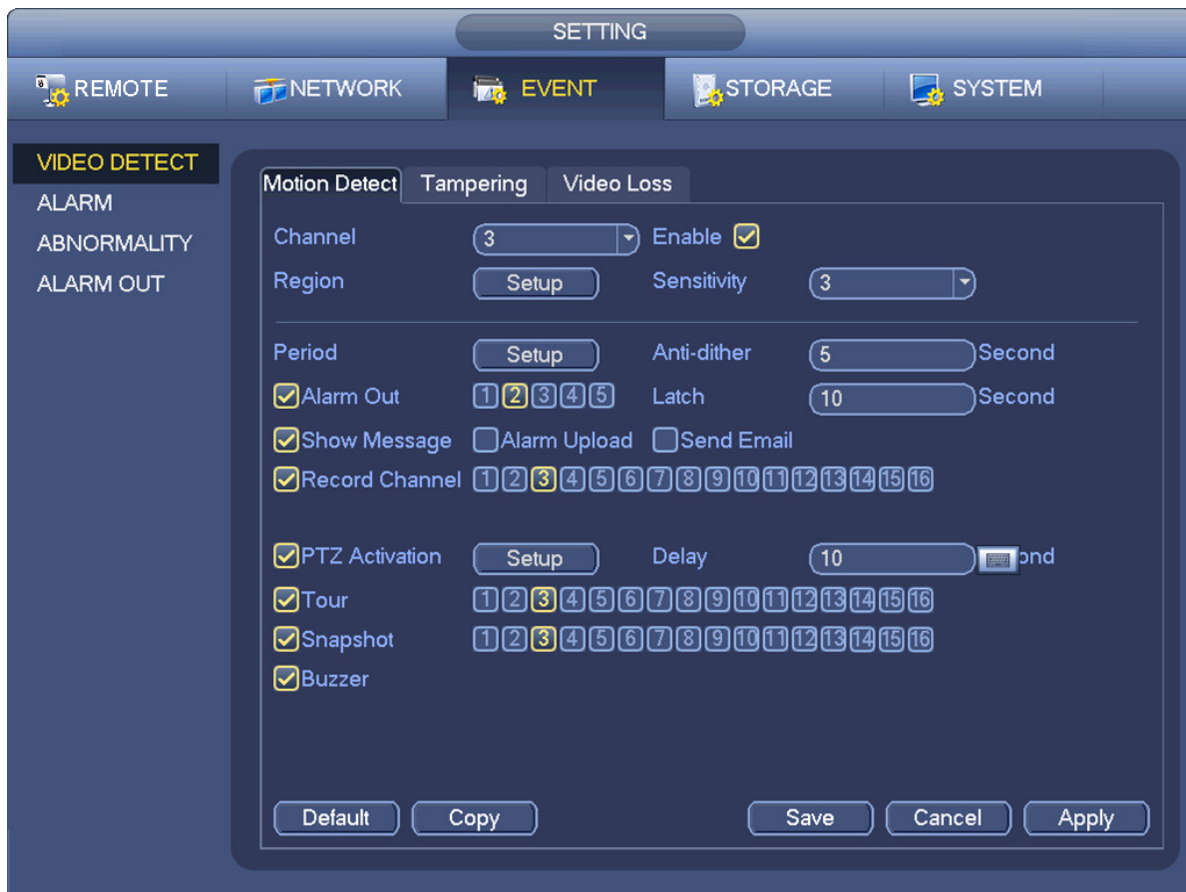 SETTING
REMOTE NETWORK EVENT STORAGE SYSTEM
VIDEO DETECT
ALARM
ABNORMALITY
ALARM OUT
Motion Detect Tampering Video Loss
Channel 3 Enable
Region Setup Sensitivity 3
Period Setup Anti-dither 5 Second
Alarm Out 1 2 3 4 5 Latch 10 Second
Show Message Alarm Upload Send Email
Record Channel 1 2 3 4 5 6 7 8 9 10 11 12 13 14 15 16
PTZ Activation Setup Delay 10 ond
Tour 1 2 3 4 5 6 7 8 9 10 11 12 13 14 15 16
Snapshot 1 2 3 4 5 6 7 8 9 10 11 12 13 14 15 16
Buzzer
Default Copy Save Cancel Apply